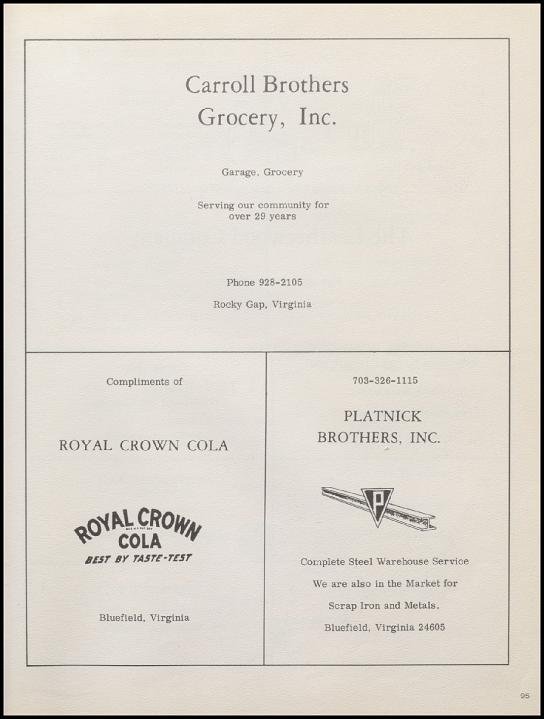 Carroll Brothers
Grocery, Inc.
Garage, Grocery
Serving our community for
over 29 years
Phone 928-2105
Rocky Gap, Virginia
Compliments of
ROYAL CROWN COLA
ROYAL CROWN
COLA
BEST BY TASTE-TEST
Bluefield, Virginia
703-326-1115
PLATNICK
BROTHERS, INC.
P
Complete Steel Warehouse Service
We are also in the Market for
Scrap Iron and Metals.
Bluefield, Virginia 24605
95